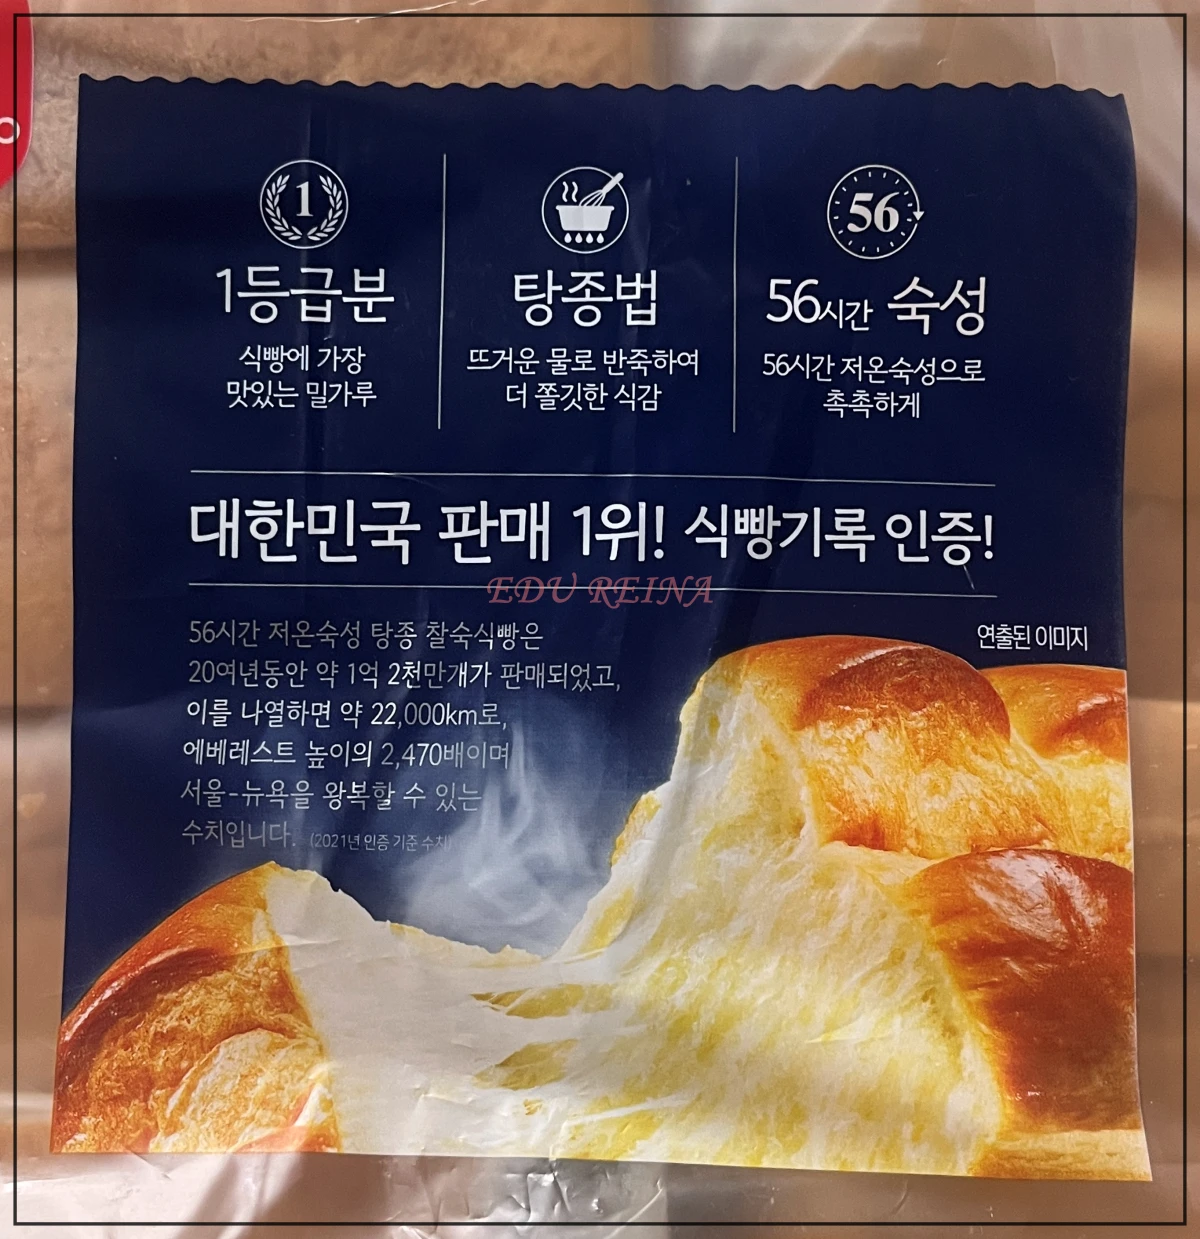 1
1등급분
식빵에 가장
맛있는 밀가루
탕종법
뜨거운 물로 반죽하여
더 쫄깃한 식감
56
56시간 숙성
56시간 저온숙성으로
촉촉하게
대한민국 판매 1위! 식빵기록 인증!
EDU REINA
56시간 저온숙성 탕종 찰숙식빵은
20여년동안 약 1억 2천만개가 판매되었고,
이를 나열하면 약 22,000km로,
에베레스트 높이의 2,470배이며
서울-뉴욕을 왕복할 수 있는
수치입니다. (2021년 인증 기준 수치)
연출된 이미지